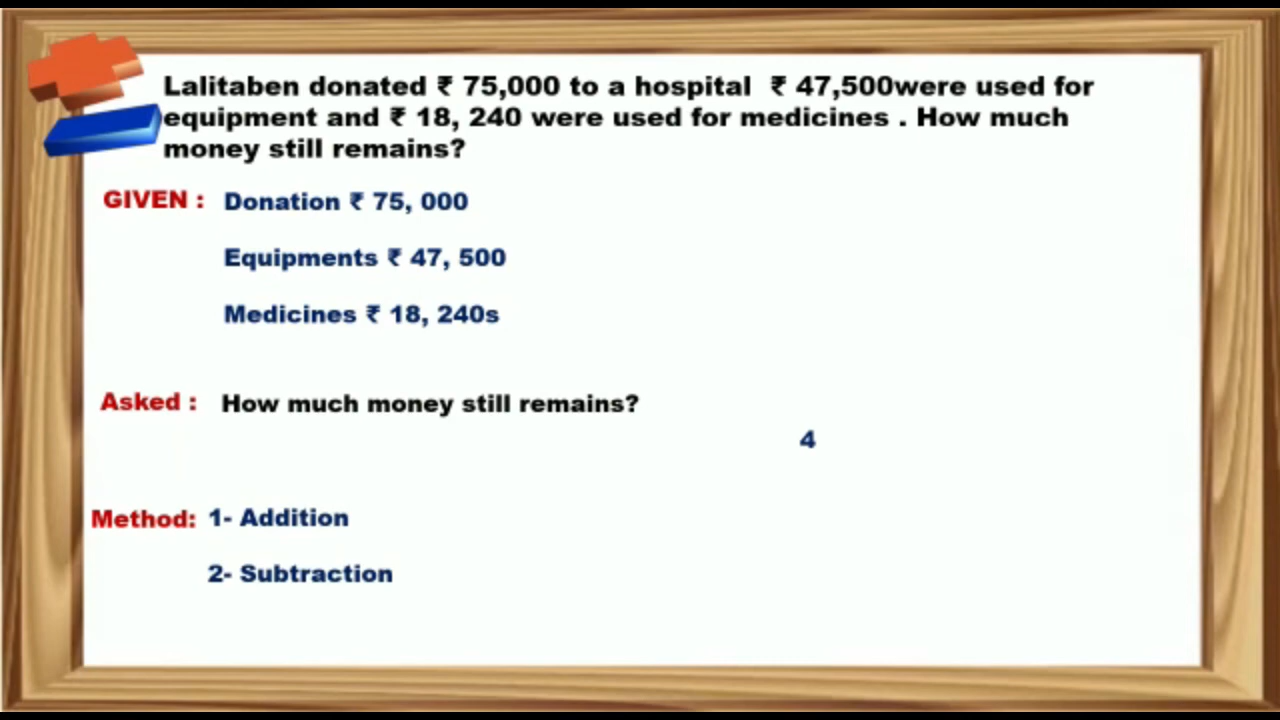 Lalitaben donated ₹ 75,000 to a hospital ₹ 47,500were used for
equipment and ₹ 18, 240 were used for medicines . How much
money still remains?
GIVEN : Donation ₹ 75, 000
Equipments ₹ 47, 500
Medicines ₹ 18, 240s
Asked : How much money still remains?
4
Method: 1- Addition
2- Subtraction